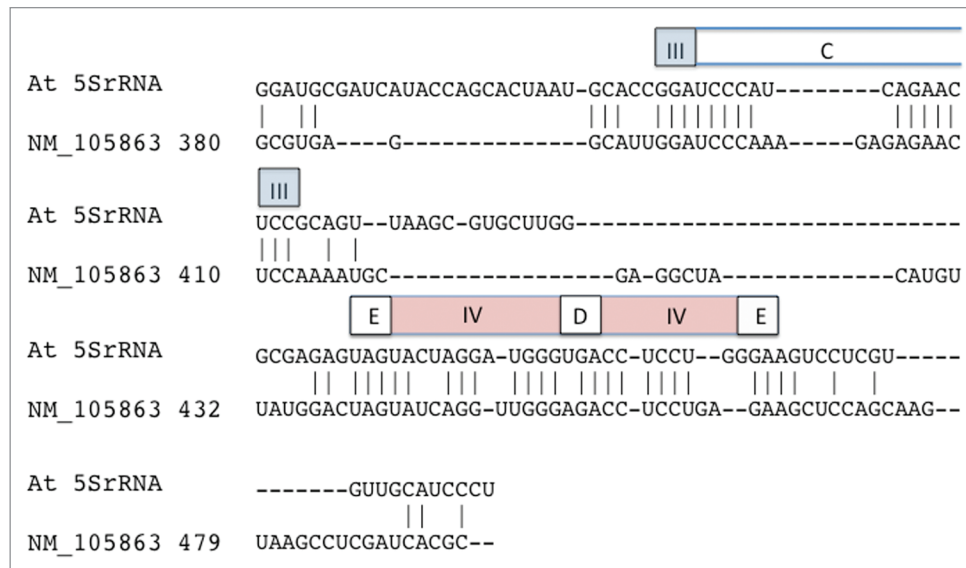 III C
At 5SrRNA GGAUGCGAUCAUACCAGCACUAAU-GCACCGGAUCCCAU--------CAGAAC
NM_105863 380 GCGUGA----G--------------GCAUUGGAUCCCAAA-----GAGAGAAC
III
At 5SrRNA UCCGCAGU--UAAGC-GUGCUUGG-----------------------------
NM_105863 410 UCCAAAAUGC-----------------GA-GGCUA-------------CAUGU
E IV D IV E
At 5SrRNA GCGAGAGUAGUACUAGGA-UGGGUGACC-UCCU--GGGAAGUCCUCGU-----
NM_105863 432 UAUGGACUAGUAUCAGG-UUGGGAGACC-UCCUGA--GAAGCUCCAGCAAG--
At 5SrRNA -------GUUGCAUCCCU
NM_105863 479 UAAGCCUCGAUCACGC--